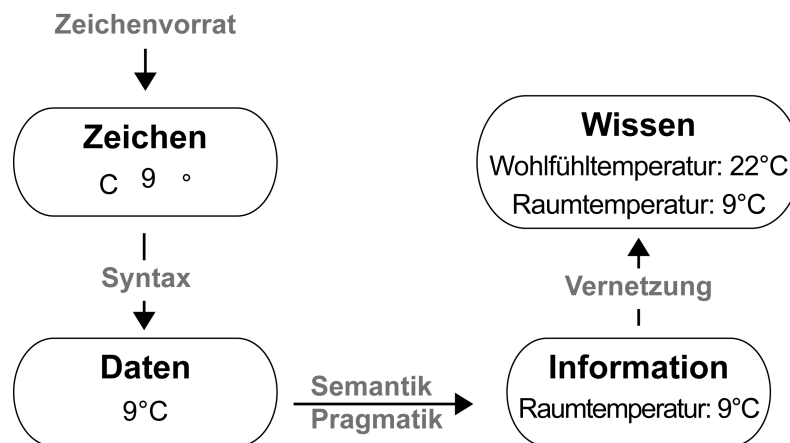 Zeichenvorrat
Zeichen
C 9 °
Syntax
Daten
9°C
Semantik
Pragmatik
Wissen
Wohlfühltemperatur: 22°C
Raumtemperatur: 9°C
Vernetzung
Information
Raumtemperatur: 9°C